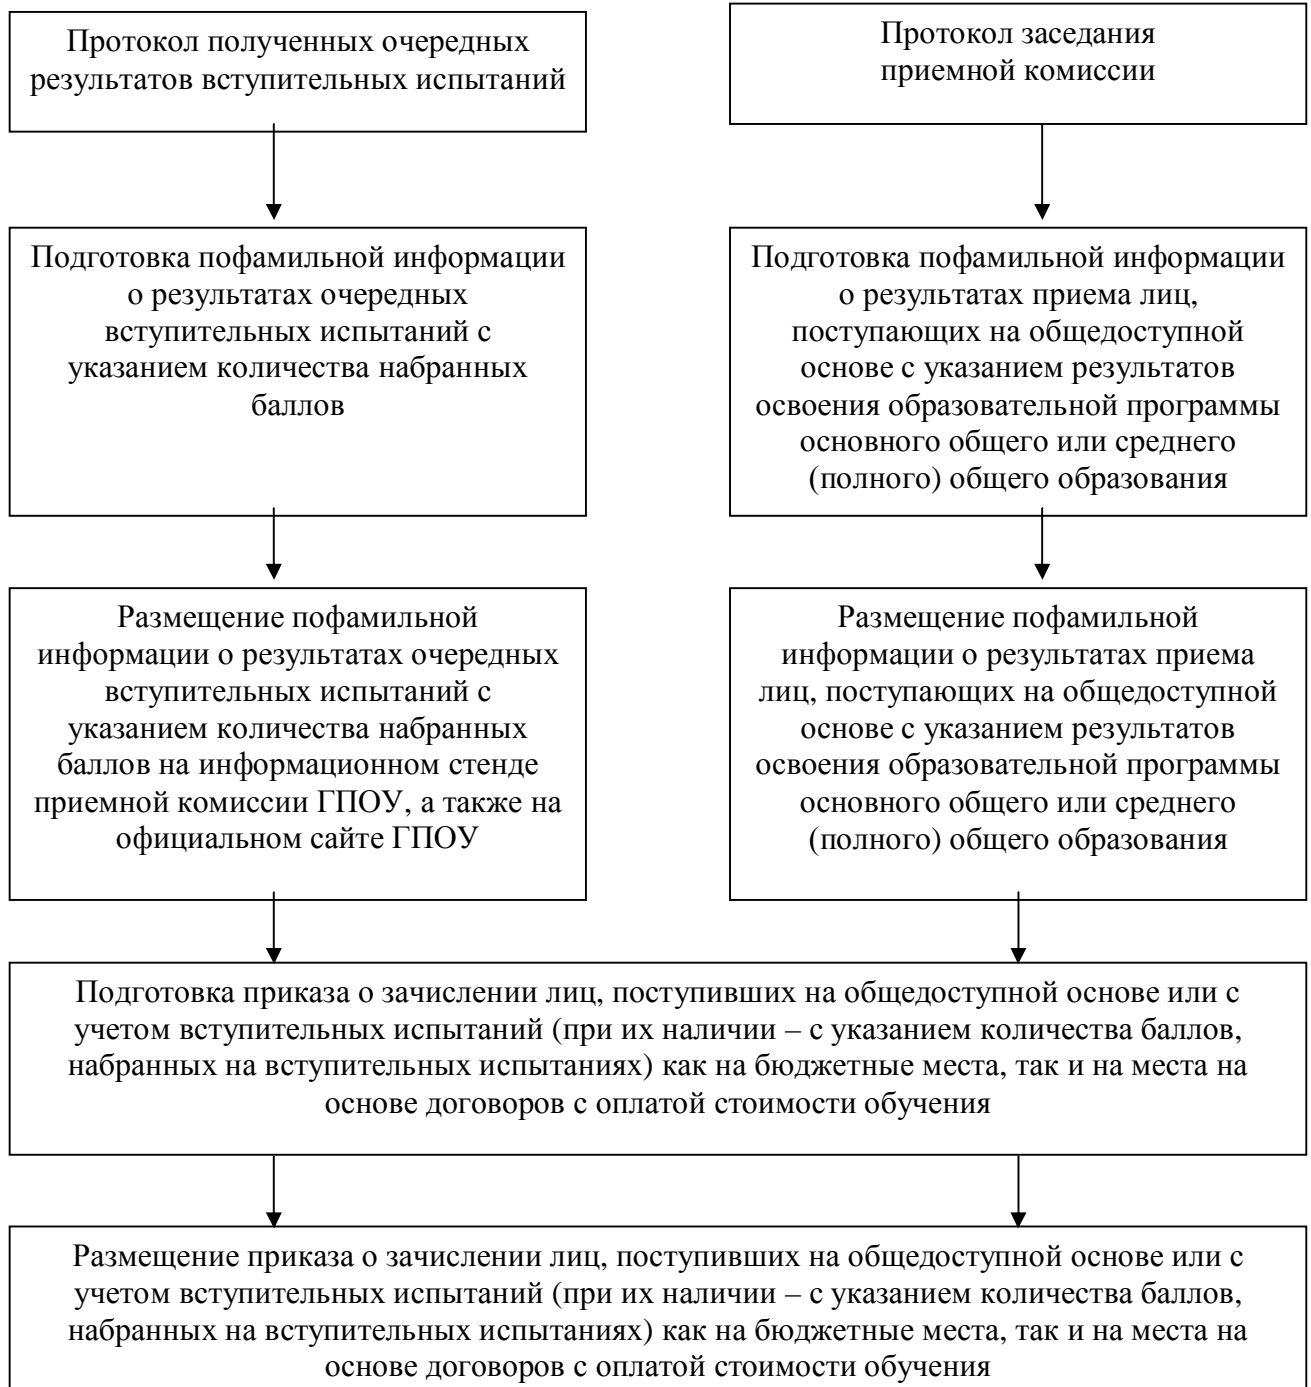 Протокол полученных очередных
результатов вступительных испытаний
Протокол заседания
приемной комиссии
Подготовка пофамильной информации
о результатах очередных
вступительных испытаний с
указанием количества набранных
баллов
Подготовка пофамильной информации
о результатах приема лиц,
поступающих на общедоступной
основе с указанием результатов
освоения образовательной программы
основного общего или среднего
(полного) общего образования
Размещение пофамильной
информации о результатах очередных
вступительных испытаний с
указанием количества набранных
баллов на информационном стенде
приемной комиссии ГПОУ, а также на
официальном сайте ГПОУ
Размещение пофамильной
информации о результатах приема
лиц, поступающих на общедоступной
основе с указанием результатов
освоения образовательной программы
основного общего или среднего
(полного) общего образования
Подготовка приказа о зачислении лиц, поступивших на общедоступной основе или с
учетом вступительных испытаний (при их наличии – с указанием количества баллов,
набранных на вступительных испытаниях) как на бюджетные места, так и на места на
основе договоров с оплатой стоимости обучения
Размещение приказа о зачислении лиц, поступивших на общедоступной основе или с
учетом вступительных испытаний (при их наличии – с указанием количества баллов,
набранных на вступительных испытаниях) как на бюджетные места, так и на места на
основе договоров с оплатой стоимости обучения